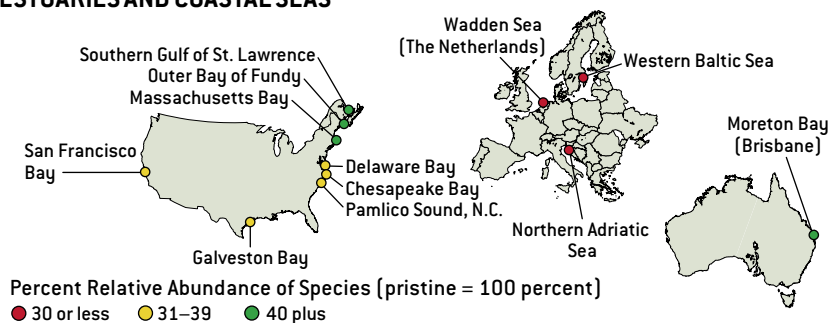 ESTUARIES AND COASTAL SEAS
Southern Gulf of St. Lawrence
Outer Bay of Fundy
Massachusetts Bay
San Francisco
Bay
Delaware Bay
Chesapeake Bay
Pamlico Sound, N.C.
Galveston Bay
Wadden Sea
(The Netherlands)
Western Baltic Sea
Northern Adriatic
Sea
Moreton Bay
(Brisbane)
Percent Relative Abundance of Species (pristine = 100 percent)
30 or less 31–39 40 plus